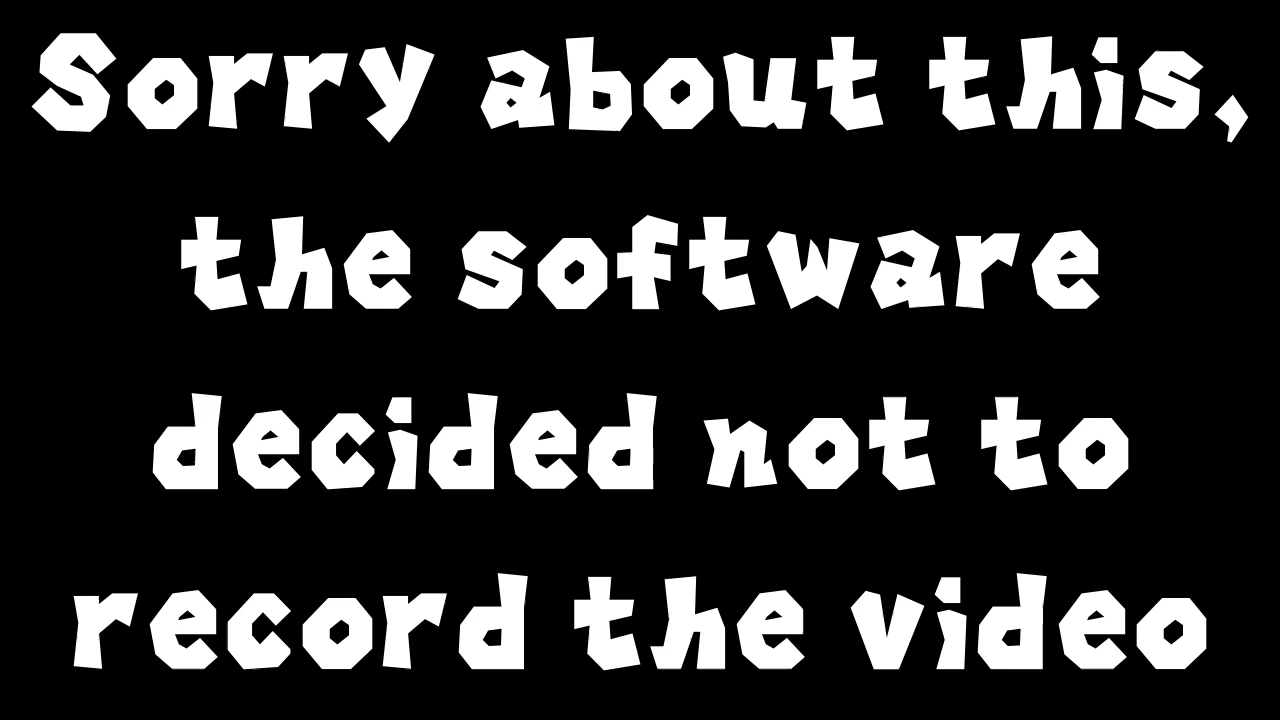 Sorry about this,
the software
decided not to
record the video